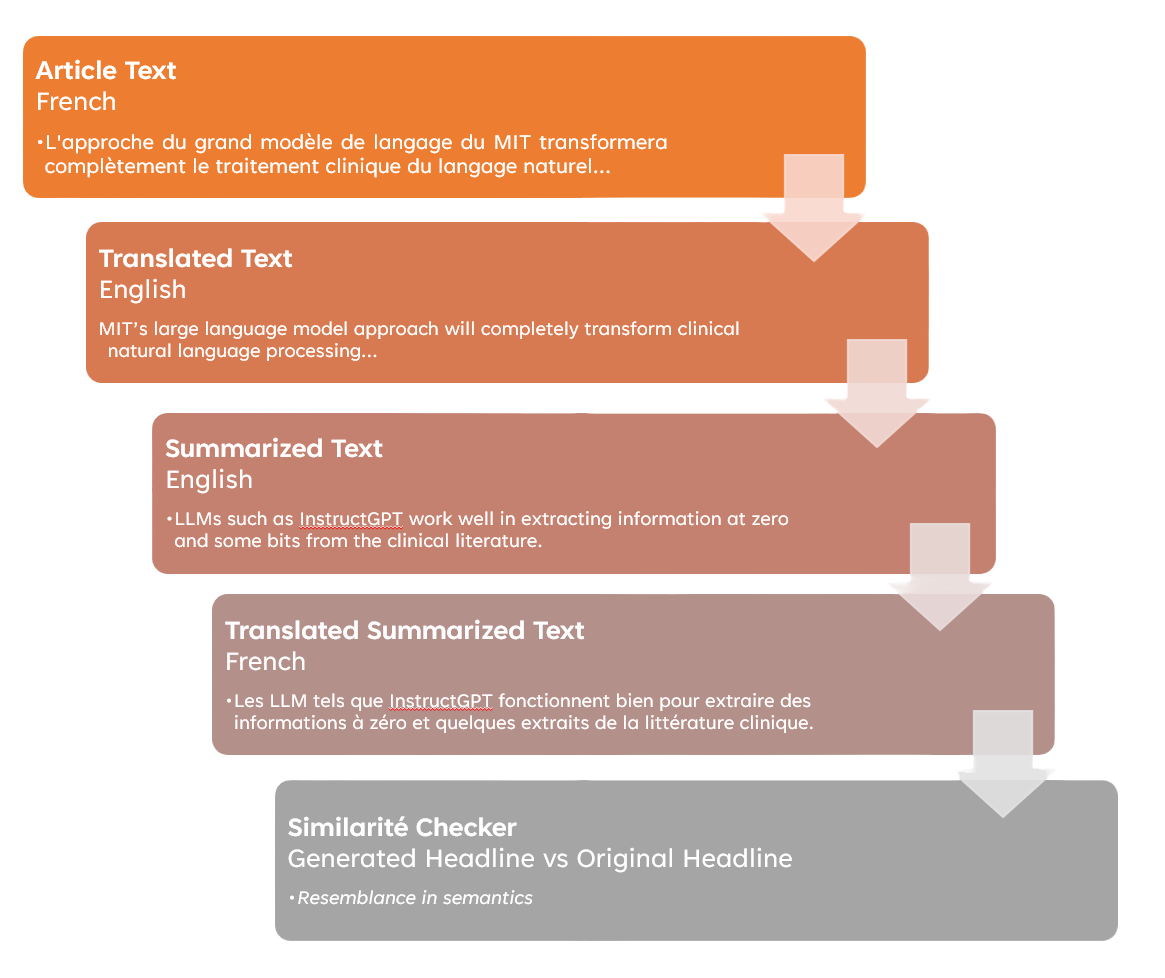 Article Text
French
•L'approche du grand modèle de langage du MIT transformera
complètement le traitement clinique du langage naturel...
Translated Text
English
MIT’s large language model approach will completely transform clinical
natural language processing...
Summarized Text
English
•LLMs such as InstructGPT work well in extracting information at zero
and some bits from the clinical literature.
Translated Summarized Text
French
•Les LLM tels que InstructGPT fonctionnent bien pour extraire des
informations à zéro et quelques extraits de la littérature clinique.
Similarité Checker
Generated Headline vs Original Headline
•Resemblance in semantics